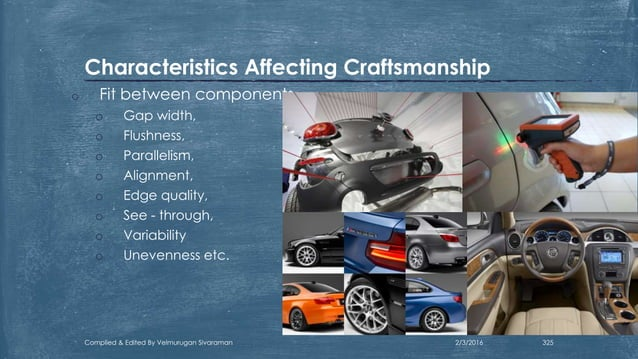 Characteristics Affecting Craftsmanship
Fit between components
Gap width,
Flushness,
Parallelism,
Alignment,
Edge quality,
See - through,
Variability
Unevenness etc.
Complied & Edited By Velmurugan Sivaraman
2/3/2016
325